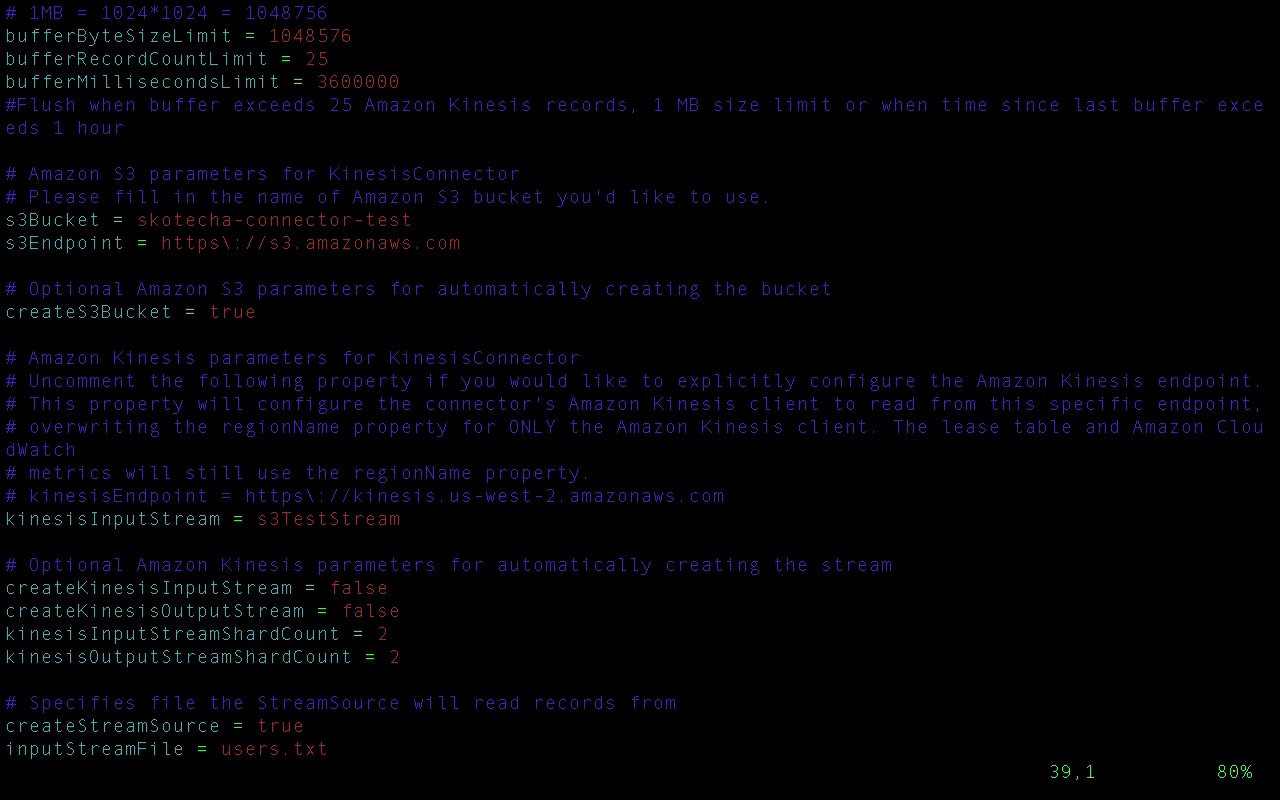 # 1MB = 1024*1024 = 1048756
bufferByteSizeLimit = 1048576
bufferRecordCountLimit = 25
bufferMillisecondsLimit = 3600000
#Flush when buffer exceeds 25 Amazon Kinesis records, 1 MB size limit or when time since last buffer exce
eds 1 hour
# Amazon S3 parameters for KinesisConnector
# Please fill in the name of Amazon S3 bucket you'd like to use.
s3Bucket = skotecha-connector-test
s3Endpoint = https\://s3.amazonaws.com
# Optional Amazon S3 parameters for automatically creating the bucket
createS3Bucket = true
# Amazon Kinesis parameters for KinesisConnector
# Uncomment the following property if you would like to explicitly configure the Amazon Kinesis endpoint.
# This property will configure the connector's Amazon Kinesis client to read from this specific endpoint,
# overwriting the regionName property for ONLY the Amazon Kinesis client. The lease table and Amazon Clou
dWatch
# metrics will still use the regionName property.
# kinesisEndpoint = https\://kinesis.us-west-2.amazonaws.com
kinesisInputStream = s3TestStream
# Optional Amazon Kinesis parameters for automatically creating the stream
createKinesisInputStream = false
createKinesisOutputStream = false
kinesisInputStreamShardCount = 2
kinesisOutputStreamShardCount = 2
# Specifies file the StreamSource will read records from
createStreamSource = true
inputStreamFile = users.txt
39,1 80%